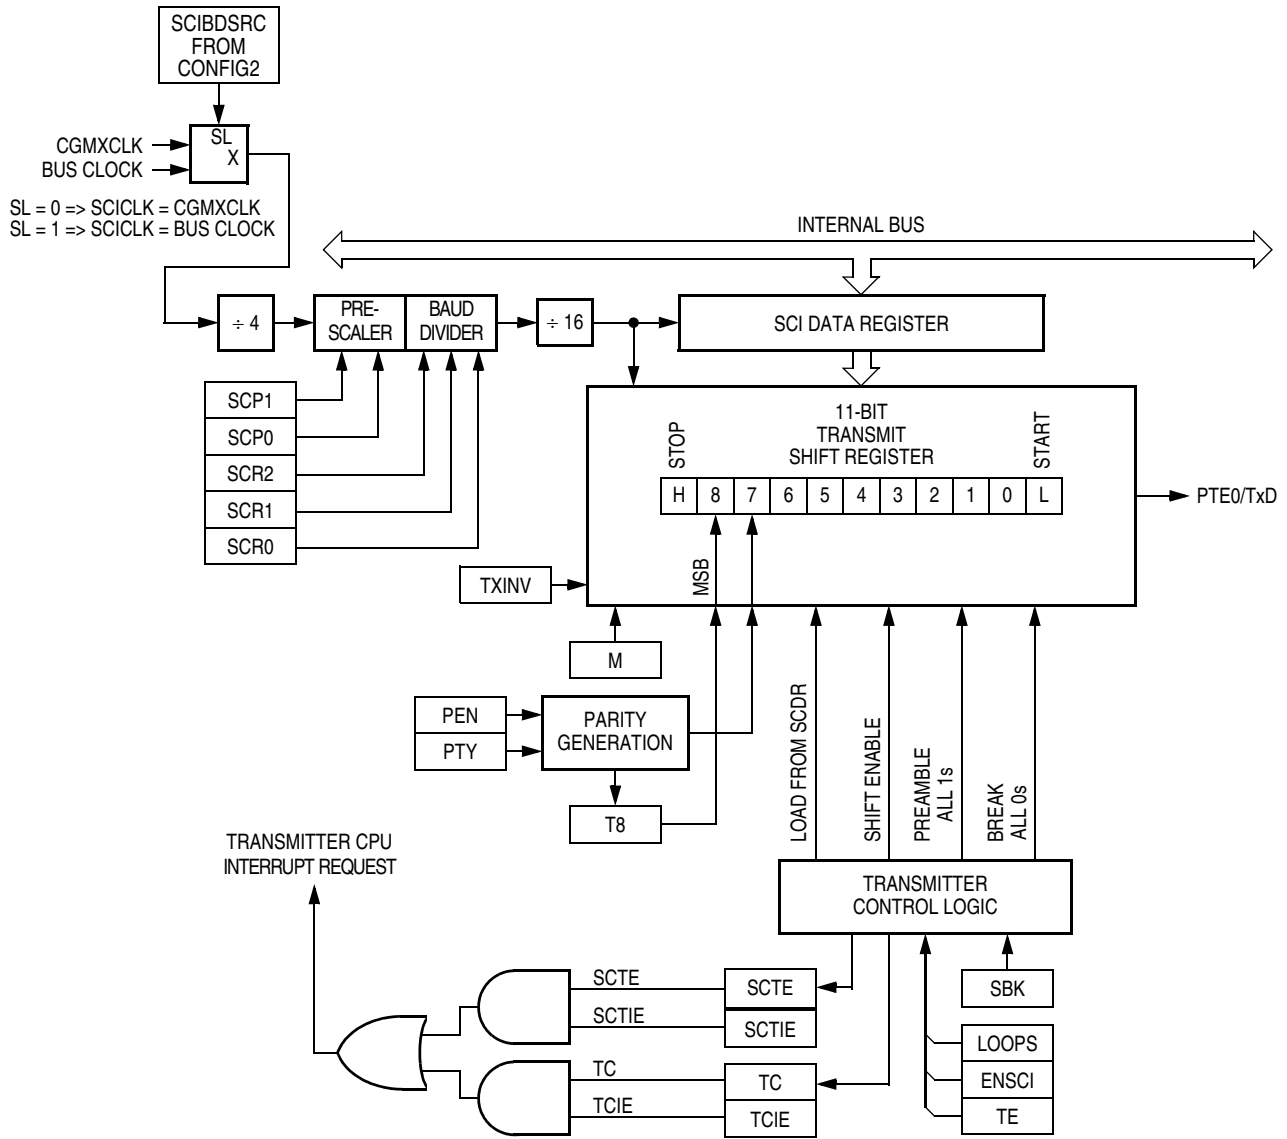 SCIBDSRC
FROM
CONFIG2
SL
X
CGMXCLK
BUS CLOCK
SL = 0 => SCICLK = CGMXCLK
SL = 1 => SCICLK = BUS CLOCK
INTERNAL BUS
÷ 4
PRE-
SCALER
BAUD
DIVIDER
÷ 16
SCI DATA REGISTER
SCP1
SCP0
SCR2
SCR1
SCR0
11-BIT
TRANSMIT
SHIFT REGISTER
STOP
START
H 8 7 6 5 4 3 2 1 0 L
PTE0/TxD
MSB
TXINV
M
PEN
PTY
PARITY
GENERATION
T8
LOAD FROM SCDR
SHIFT ENABLE
PREAMBLE
ALL 1s
BREAK
ALL 0s
TRANSMITTER CPU
INTERRUPT REQUEST
TRANSMITTER
CONTROL LOGIC
SCTE
SCTE
SCTIE
SCTIE
SBK
TC
TC
TCIE
TCIE
LOOPS
ENSCI
TE